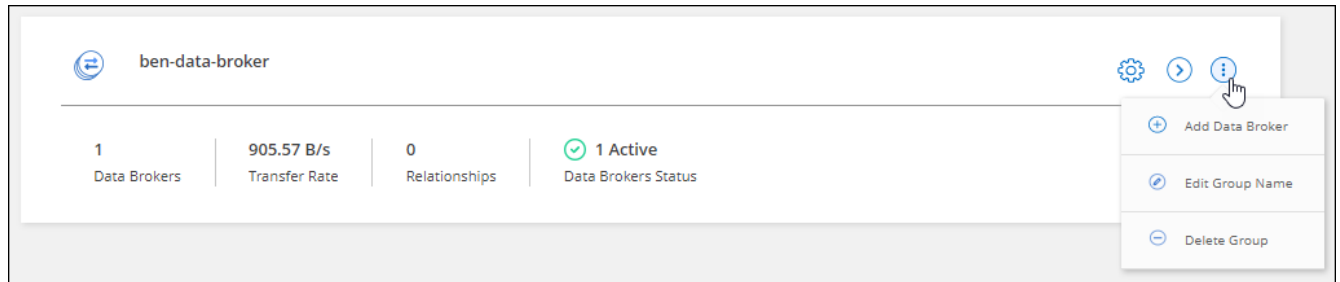 ben-data-broker
1 905.57 B/s 0 1 Active
Data Brokers Transfer Rate Relationships Data Brokers Status
Add Data Broker
Edit Group Name
Delete Group